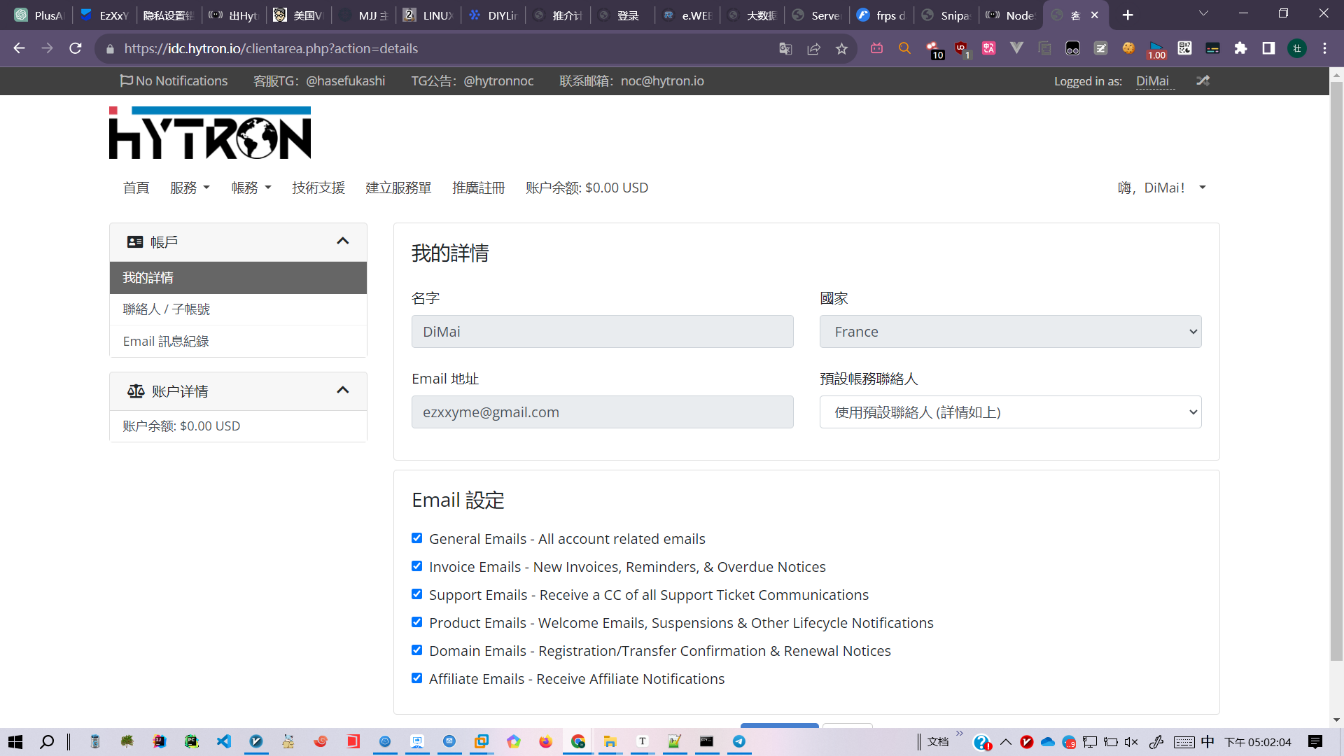 PlusA
EzXxY
隐私设置错
出Hyt
美国V
MJJ 主
LINUX
DIYLin
推介计
登录
e.WEB
大数据
Serve
frps d
Snipa
Node
https://idc.hytron.io/clientarea.php?action=details
10
1
1.00
No Notifications 客服TG：@hasefukashi TG公告：@hytronnoc 联系邮箱：noc@hytron.io Logged in as: DiMai
HYTRON
首頁 服務 帳務 技術支援 建立服務單 推廣註冊 账户余额: $0.00 USD 嗨，DiMai！
帳戶
我的詳情
聯絡人 / 子帳號
Email 訊息紀錄
账户详情
账户余额: $0.00 USD
我的詳情
名字
DiMai
國家
France
Email 地址
ezxxyme@gmail.com
預設帳務聯絡人
使用預設聯絡人 (詳情如上)
Email 設定
General Emails - All account related emails
Invoice Emails - New Invoices, Reminders, & Overdue Notices
Support Emails - Receive a CC of all Support Ticket Communications
Product Emails - Welcome Emails, Suspensions & Other Lifecycle Notifications
Domain Emails - Registration/Transfer Confirmation & Renewal Notices
Affiliate Emails - Receive Affiliate Notifications
文档
中
下午 05:02:04